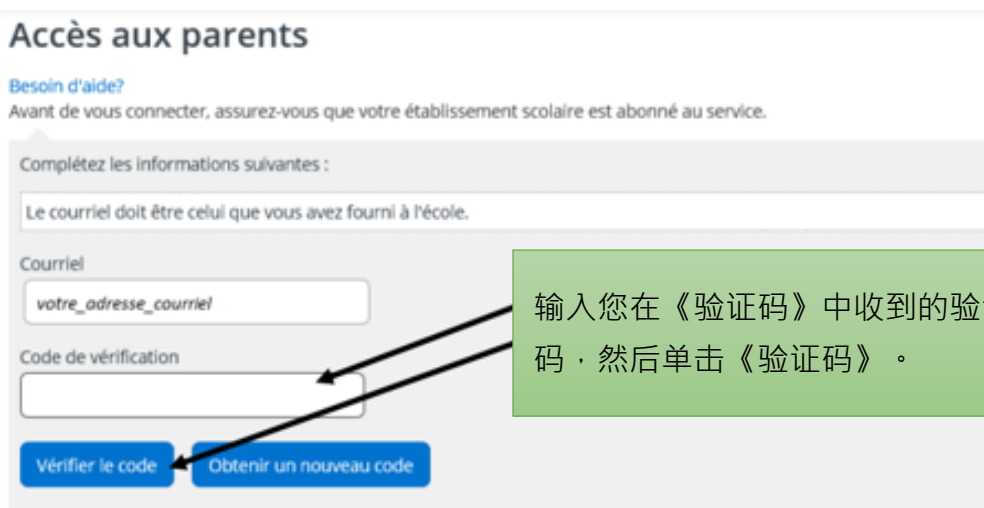 Accès aux parents
Besoin d'aide?
Avant de vous connecter, assurez-vous que votre établissement scolaire est abonné au service.
Complétez les informations suivantes :
Le courriel doit être celui que vous avez fourni à l'école.
Courriel
votre_adresse_courriel
输入您在《验证码》中收到的验
码，然后单击《验证码》。
Code de vérification
Vérifier le code
Obtenir un nouveau code